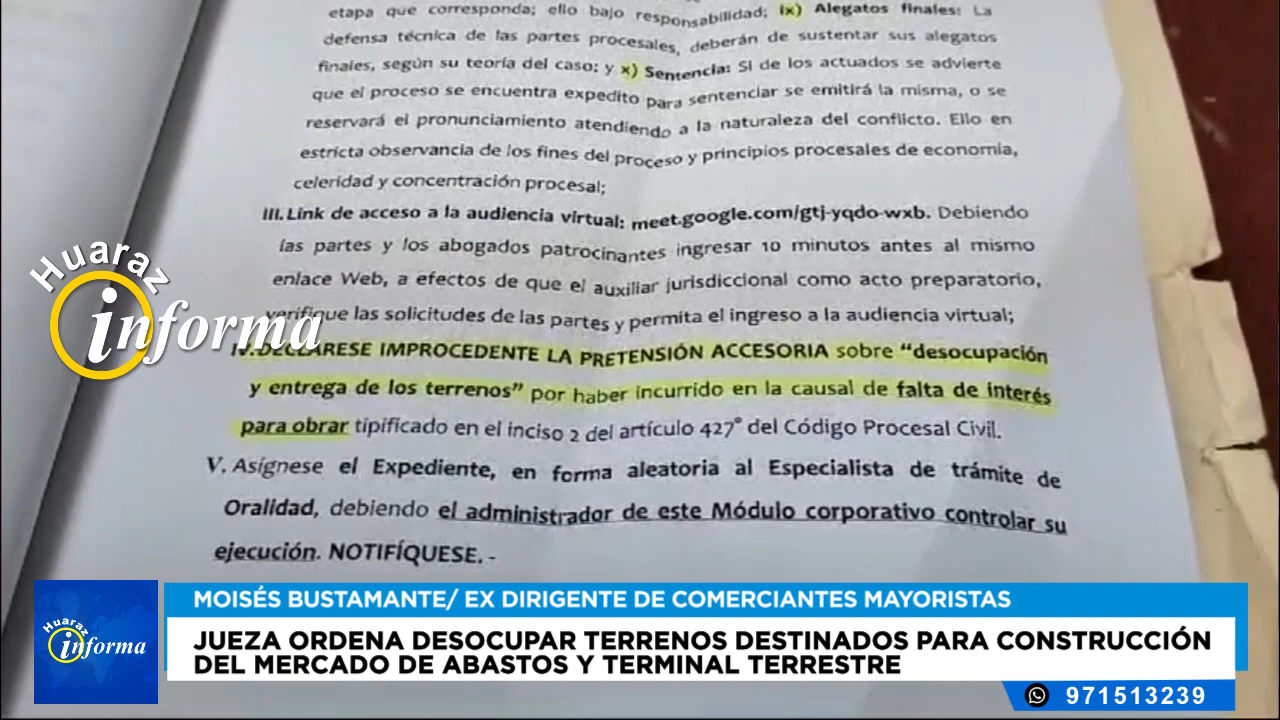 etapa que corresponda; ello bajo responsabilidad; ix) Alegatos finales: La
defensa técnica de las partes procesales, deberán de sustentar sus alegatos
finales, según su teoría del caso; y x) Sentencia: Si de los actuados se advierte
que el proceso se encuentra expedito para sentenciar se emitirá la misma, o se
reservará el pronunciamiento atendiendo a la naturaleza del conflicto. Ello en
estricta observancia de los fines del proceso y principios procesales de economía,
celeridad y concentración procesal;
III. Link de acceso a la audiencia virtual: meet.google.com/gtj-yqdo-wxb. Debiendo
las partes y los abogados patrocinantes ingresar 10 minutos antes al mismo
enlace Web, a efectos de que el auxiliar jurisdiccional como acto preparatorio,
verifique las solicitudes de las partes y permita el ingreso a la audiencia virtual;
Huaraz
informa
IV. DECLÁRESE IMPROCEDENTE LA PRETENSIÓN ACCESORIA sobre “desocupación
y entrega de los terrenos” por haber incurrido en la causal de falta de interés
para obrar tipificado en el inciso 2 del artículo 427° del Código Procesal Civil.
V. Asígnese el Expediente, en forma aleatoria al Especialista de trámite de
Oralidad, debiendo el administrador de este Módulo corporativo controlar su
ejecución. NOTIFÍQUESE. -
Huaraz
informa
MOISÉS BUSTAMANTE/ EX DIRIGENTE DE COMERCIANTES MAYORISTAS
JUEZA ORDENA DESOCUPAR TERRENOS DESTINADOS PARA CONSTRUCCIÓN
DEL MERCADO DE ABASTOS Y TERMINAL TERRESTRE
971513239